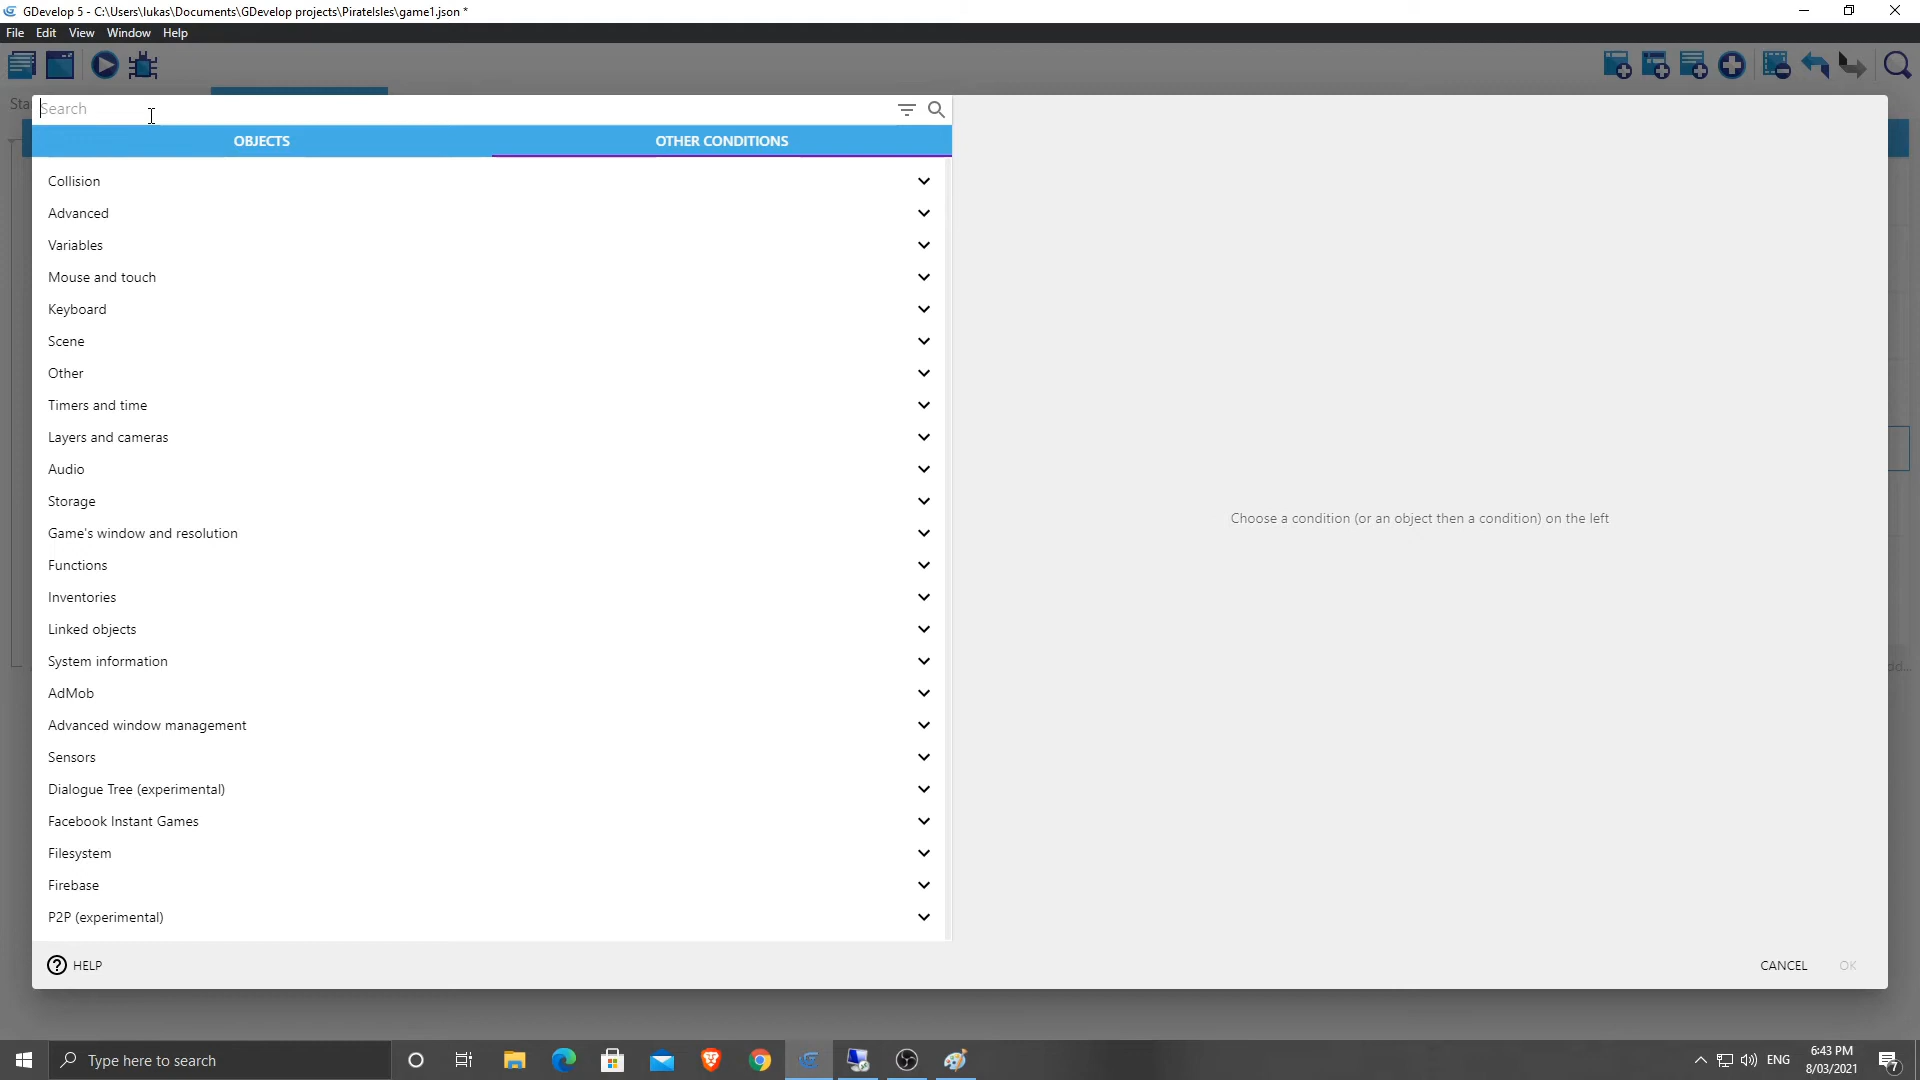 GDevelop 5 - C:\Users\lukas\Documents\GDevelop projects\PirateIsles\game1.json *
File Edit View Window Help
Sta
Search
OBJECTS OTHER CONDITIONS
Collision
Advanced
Variables
Mouse and touch
Keyboard
Scene
Other
Timers and time
Layers and cameras
Audio
Storage
Game's window and resolution
Functions
Inventories
Linked objects
System information
AdMob
Advanced window management
Sensors
Dialogue Tree (experimental)
Facebook Instant Games
Filesystem
Firebase
P2P (experimental)
Choose a condition (or an object then a condition) on the left
dd...
? HELP
CANCEL OK
Type here to search
ENG
6:43 PM
8/03/2021
7